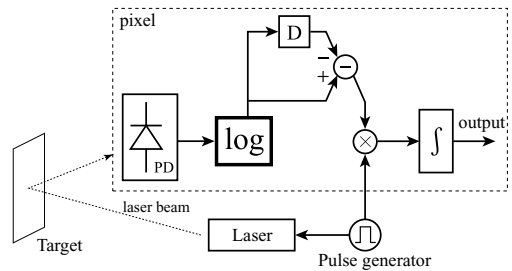 pixel
D
−
+
−
PD
log
×
∫
output
laser beam
Target
Laser
Pulse generator